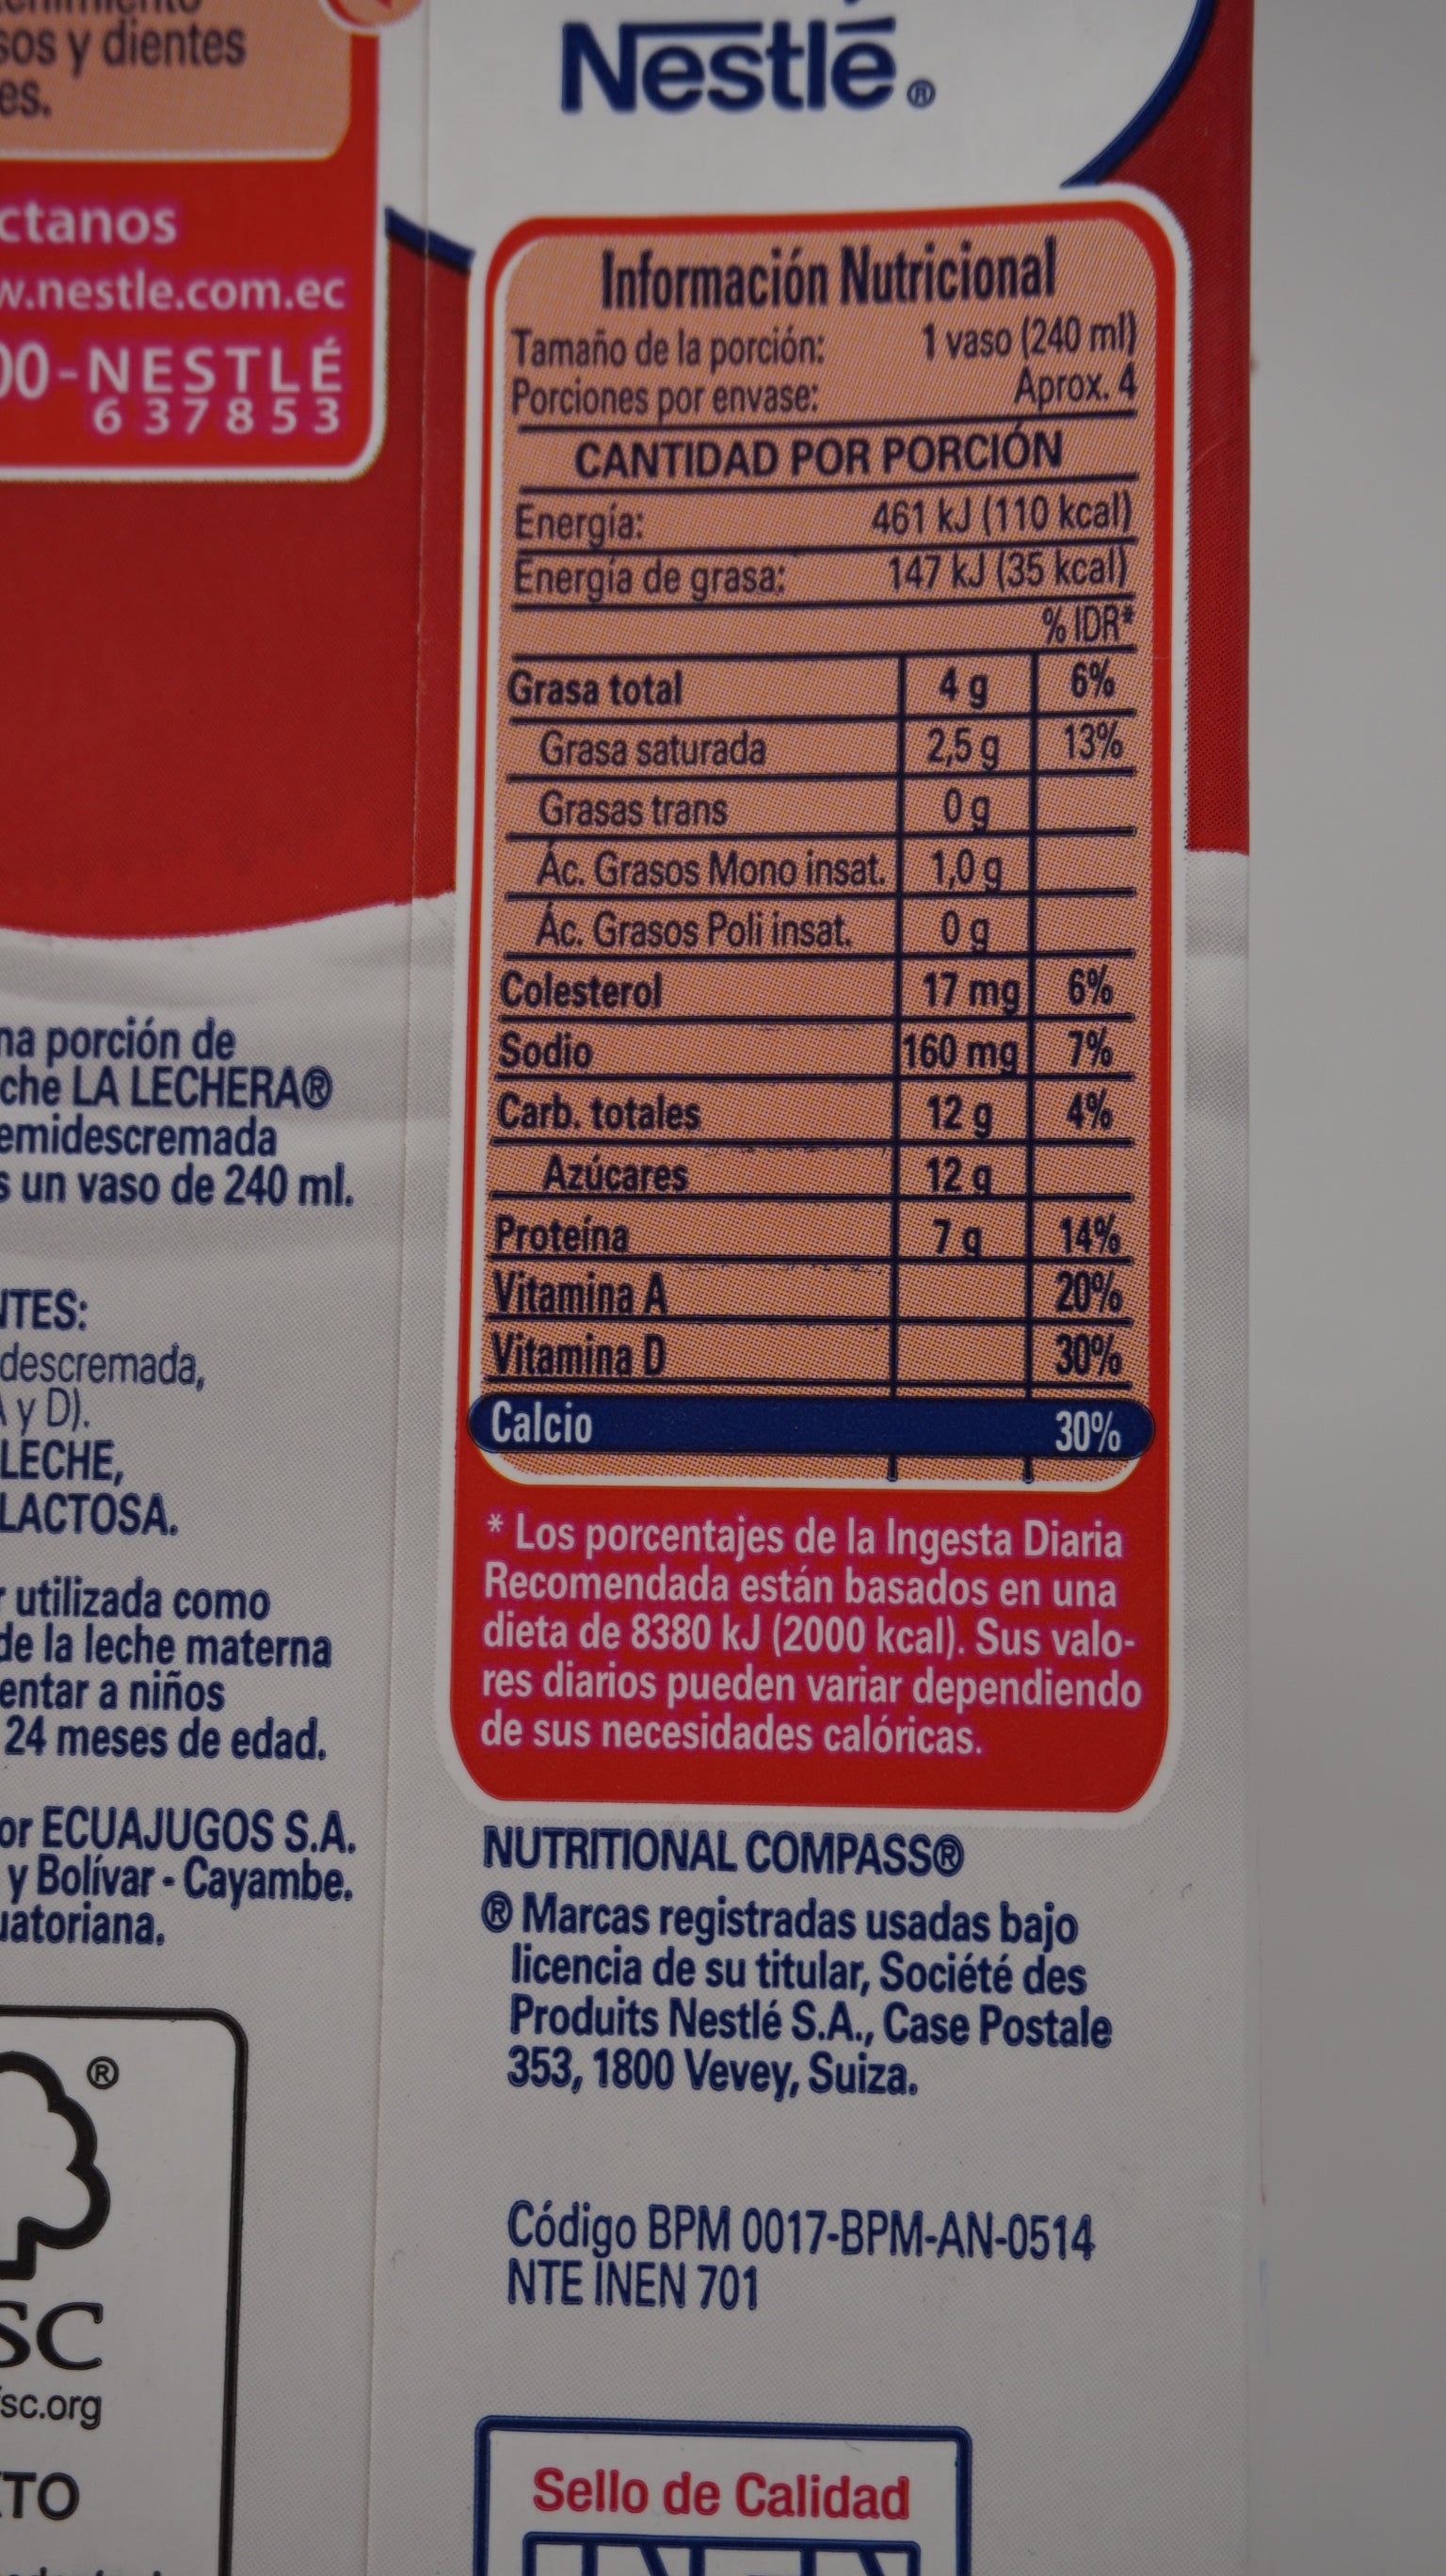 sos y dientes
es.
ctanos
w.nestle.com.ec
00-NESTLÉ
637853
na porción de
che LA LECHERA®
emidescremada
s un vaso de 240 ml.
NTES:
descremada,
A y D).
LECHE,
LACTOSA.
r utilizada como
de la leche materna
entar a niños
24 meses de edad.
or ECUAJUGOS S.A.
y Bolívar - Cayambe.
uatoriana.
®
SC
fsc.org
TO
Nestlé®
Información Nutricional
Tamaño de la porción: 1 vaso (240 ml)
Porciones por envase: Aprox. 4
CANTIDAD POR PORCIÓN
Energía: 461 kJ (110 kcal)
Energía de grasa: 147 kJ (35 kcal)
% IDR*
Grasa total 4 g 6%
Grasa saturada 2,5 g 13%
Grasas trans 0 g
Ác. Grasos Mono insat. 1,0 g
Ác. Grasos Poli insat. 0 g
Colesterol 17 mg 6%
Sodio 160 mg 7%
Carb. totales 12 g 4%
Azúcares 12 g
Proteína 7 g 14%
Vitamina A 20%
Vitamina D 30%
Calcio 30%
* Los porcentajes de la Ingesta Diaria
Recomendada están basados en una
dieta de 8380 kJ (2000 kcal). Sus valo-
res diarios pueden variar dependiendo
de sus necesidades calóricas.
NUTRITIONAL COMPASS®
® Marcas registradas usadas bajo
licencia de su titular, Société des
Produits Nestlé S.A., Case Postale
353, 1800 Vevey, Suiza.
Código BPM 0017-BPM-AN-0514
NTE INEN 701
Sello de Calidad